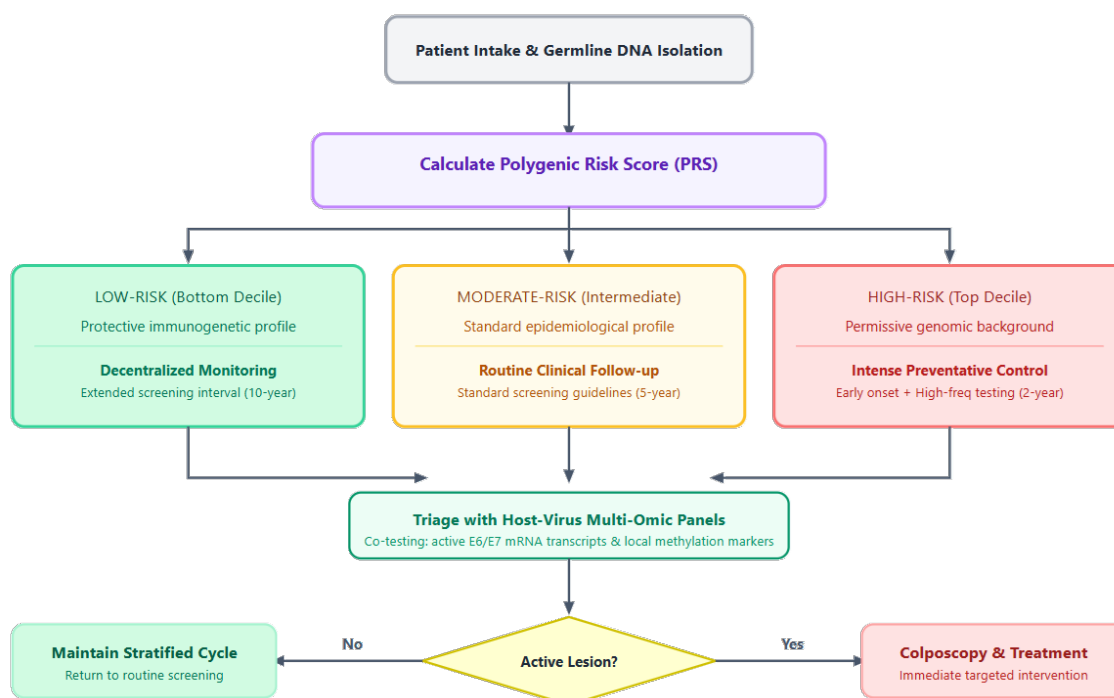 Patient Intake & Germline DNA Isolation
Calculate Polygenic Risk Score (PRS)
LOW-RISK (Bottom Decile)
Protective immunogenetic profile
Decentralized Monitoring
Extended screening interval (10-year)
MODERATE-RISK (Intermediate)
Standard epidemiological profile
Routine Clinical Follow-up
Standard screening guidelines (5-year)
HIGH-RISK (Top Decile)
Permissive genomic background
Intense Preventative Control
Early onset + High-freq testing (2-year)
Triage with Host-Virus Multi-Omic Panels
Co-testing: active E6/E7 mRNA transcripts & local methylation markers
No
Yes
Maintain Stratified Cycle
Return to routine screening
Active Lesion?
Colposcopy & Treatment
Immediate targeted intervention